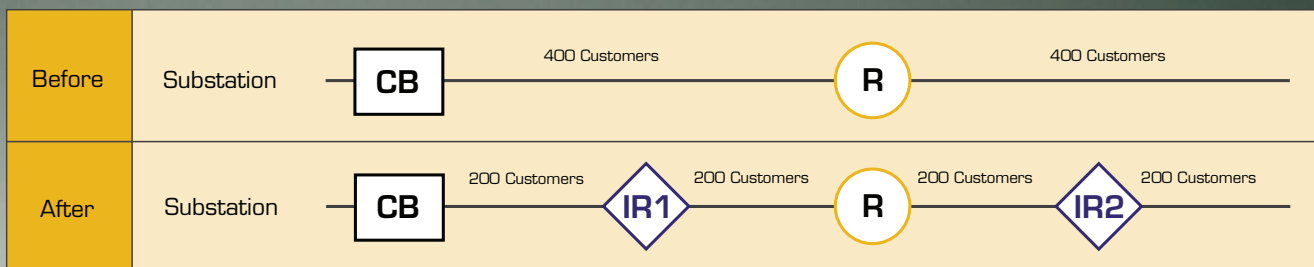 Before
Substation
CB
400 Customers
R
400 Customers
After
Substation
CB
200 Customers
IR1
200 Customers
R
200 Customers
IR2
200 Customers